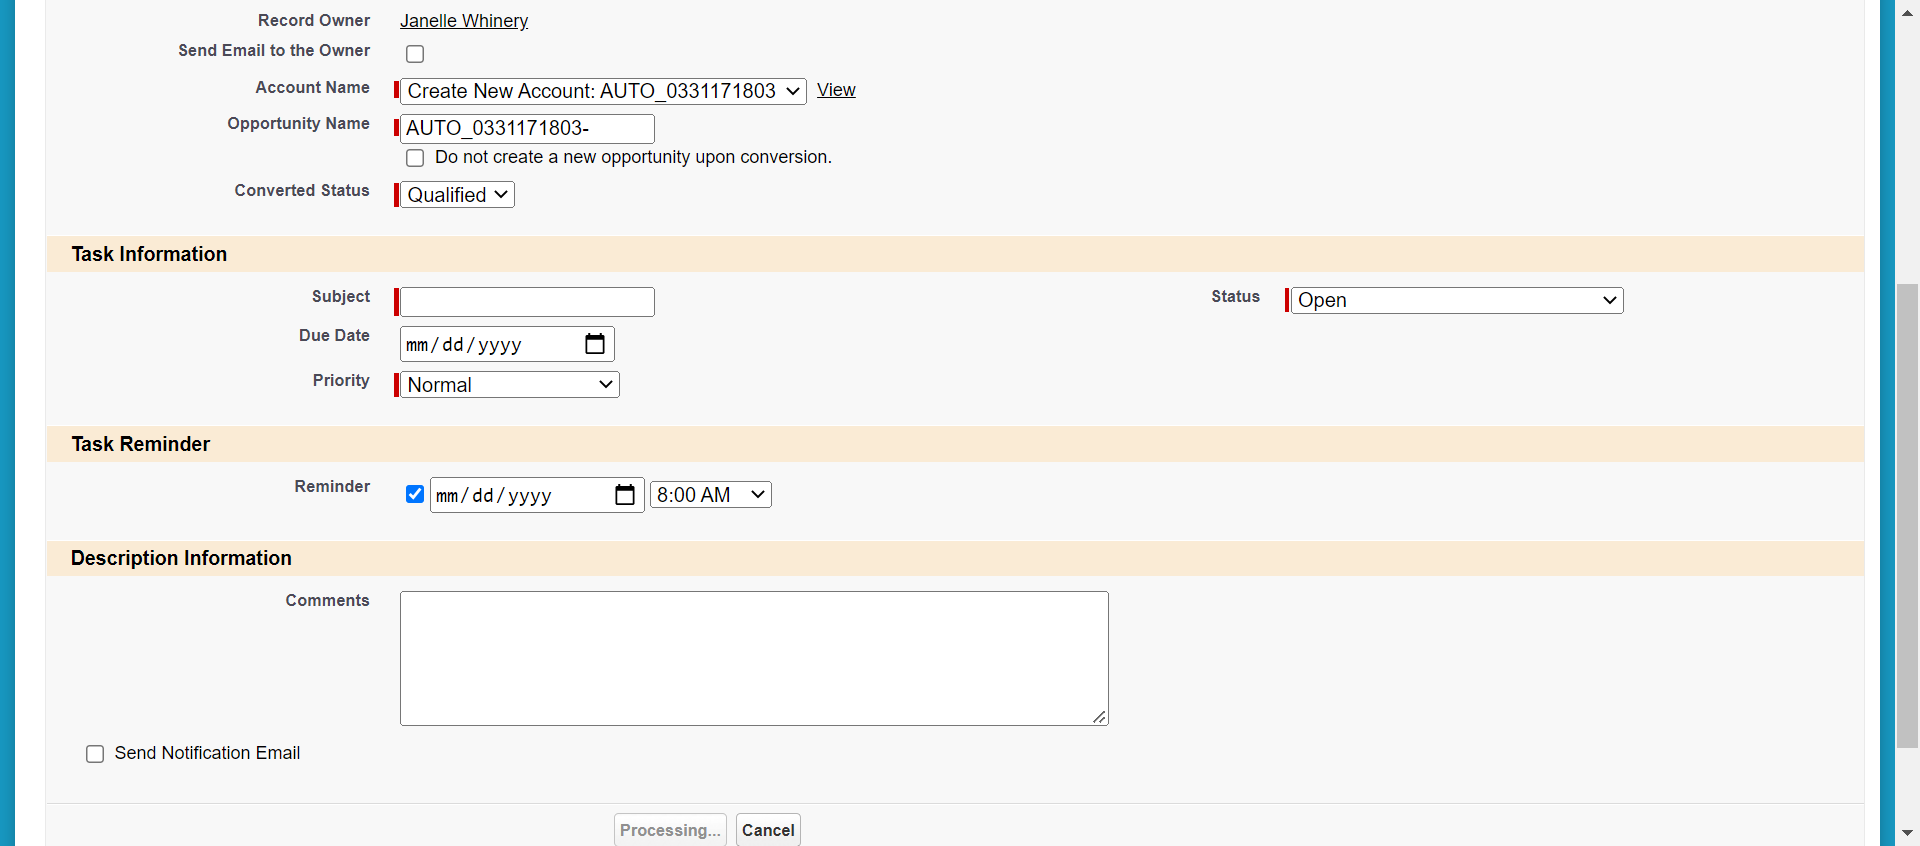 Record Owner Janelle Whinery
Send Email to the Owner
Account Name Create New Account: AUTO_0331171803 View
Opportunity Name AUTO_0331171803-
Do not create a new opportunity upon conversion.
Converted Status Qualified
Task Information
Subject Status Open
Due Date mm/dd/yyyy
Priority Normal
Task Reminder
Reminder mm/dd/yyyy 8:00 AM
Description Information
Comments
Send Notification Email
Processing... Cancel